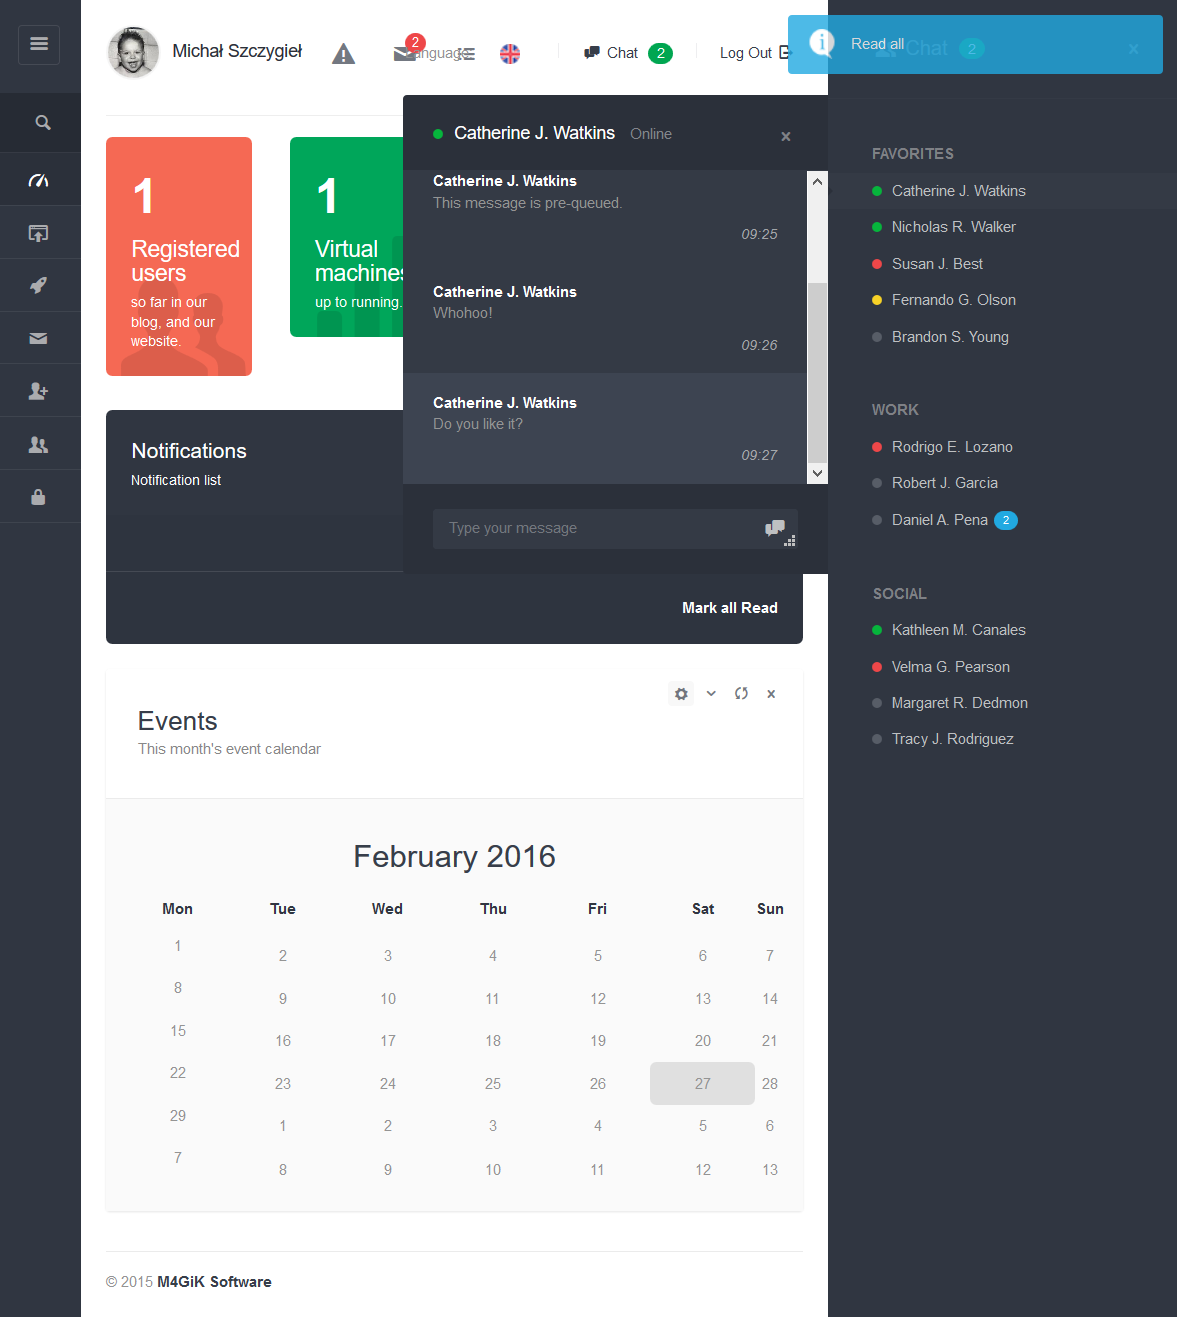 Michał Szczygieł
2
Language
Chat 2
Log Out
Read all
Chat 2
1
Registered
users
so far in our
blog, and our
website.
1
Virtual
machines
up to running.
Catherine J. Watkins Online
Catherine J. Watkins
This message is pre-queued.
09:25
Catherine J. Watkins
Whohoo!
09:26
Catherine J. Watkins
Do you like it?
09:27
Type your message
FAVORITES
Catherine J. Watkins
Nicholas R. Walker
Susan J. Best
Fernando G. Olson
Brandon S. Young
WORK
Rodrigo E. Lozano
Robert J. Garcia
Daniel A. Pena 2
SOCIAL
Kathleen M. Canales
Velma G. Pearson
Margaret R. Dedmon
Tracy J. Rodriguez
Notifications
Notification list
Mark all Read
Events
This month's event calendar
February 2016
Mon Tue Wed Thu Fri Sat Sun
1 2 3 4 5 6 7
8 9 10 11 12 13 14
15 16 17 18 19 20 21
22 23 24 25 26 27 28
29 1 2 3 4 5 6
7 8 9 10 11 12 13
© 2015 M4GiK Software